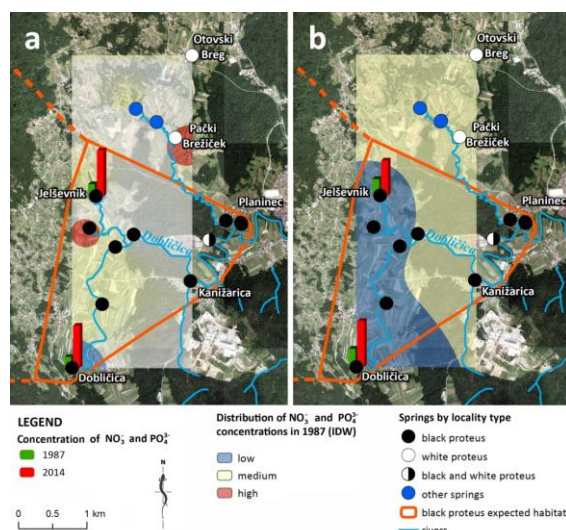 a
Otovski
Breg
Pački
Brežiček
Jelševnik
Planinec
Dobličica
Kanižarica
Dobličica
b
Otovski
Breg
Pački
Brežiček
Jelševnik
Planinec
Dobličica
Kanižarica
Dobličica
LEGEND
Concentration of NO₃⁻ and PO₄³⁻
1987
2014
0 0.5 1 km
N
Distribution of NO₃⁻ and PO₄³⁻
concentrations in 1987 (IDW)
low
medium
high
Springs by locality type
black proteus
white proteus
black and white proteus
other springs
black proteus expected habitat
rivers